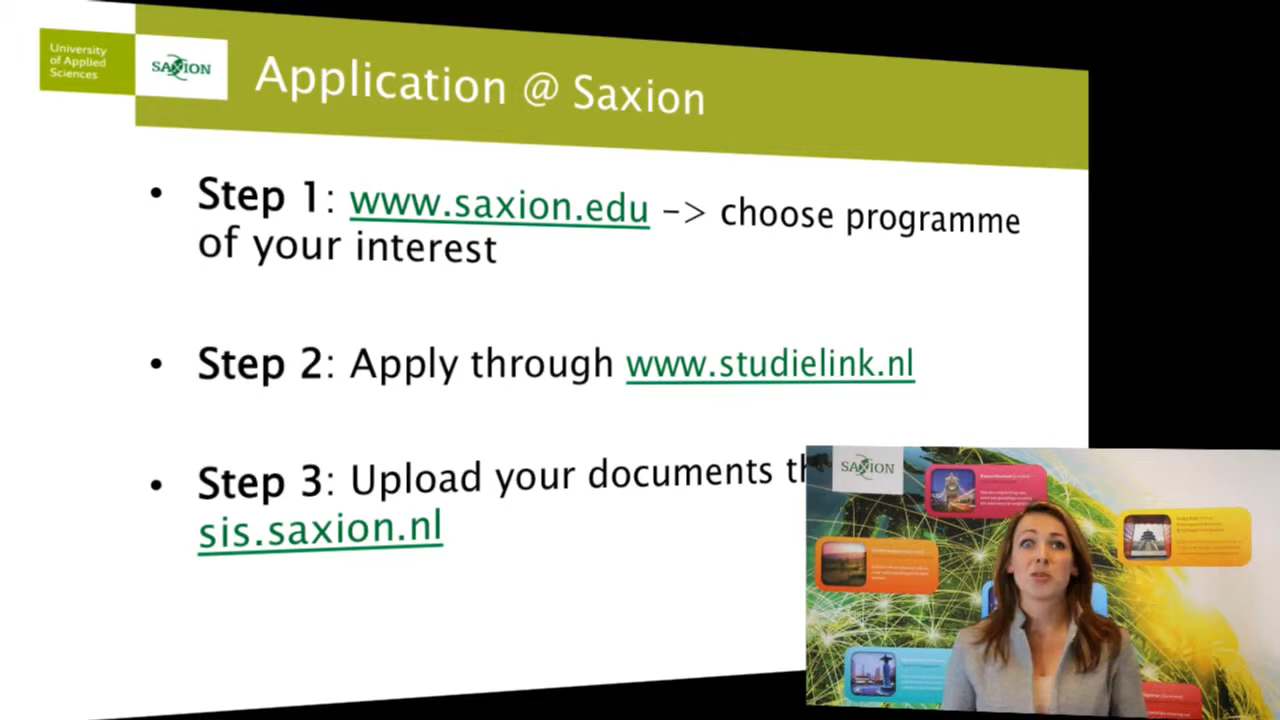 University
of Applied
Sciences
SAXION
Application @ Saxion
• Step 1: www.saxion.edu -> choose programme
of your interest
• Step 2: Apply through www.studielink.nl
• Step 3: Upload your documents
sis.saxion.nl
SAXION